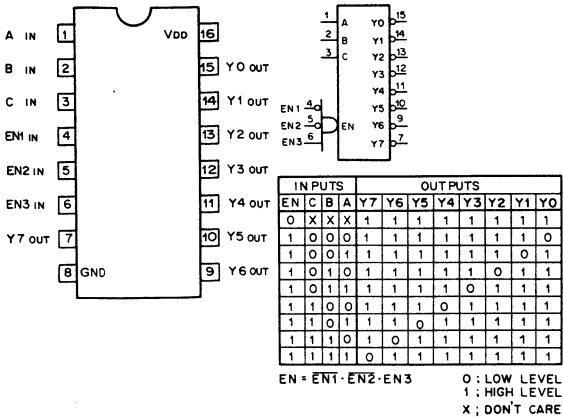 A IN 1 VDD 16
B IN 2 15 Y0 OUT
C IN 3 14 Y1 OUT
EN1 IN 4 13 Y2 OUT
EN2 IN 5 12 Y3 OUT
EN3 IN 6 11 Y4 OUT
Y7 OUT 7 10 Y5 OUT
8 GND 9 Y6 OUT
1 A Y0 15
2 B Y1 14
3 C Y2 13
Y3 12
Y4 11
EN1 4 Y5 10
EN2 5 EN Y6 9
EN3 6 Y7 7
INPUTS OUTPUTS
EN C B A Y7 Y6 Y5 Y4 Y3 Y2 Y1 Y0
0 X X X 1 1 1 1 1 1 1 1
1 0 0 0 1 1 1 1 1 1 1 0
1 0 0 1 1 1 1 1 1 1 0 1
1 0 1 0 1 1 1 1 1 0 1 1
1 0 1 1 1 1 1 1 0 1 1 1
1 1 0 0 1 1 1 0 1 1 1 1
1 1 0 1 1 1 0 1 1 1 1 1
1 1 1 0 1 0 1 1 1 1 1 1
1 1 1 1 0 1 1 1 1 1 1 1
EN = E̅N̅1̅ · E̅N̅2̅ · EN3
0 ; LOW LEVEL
1 ; HIGH LEVEL
X ; DON'T CARE